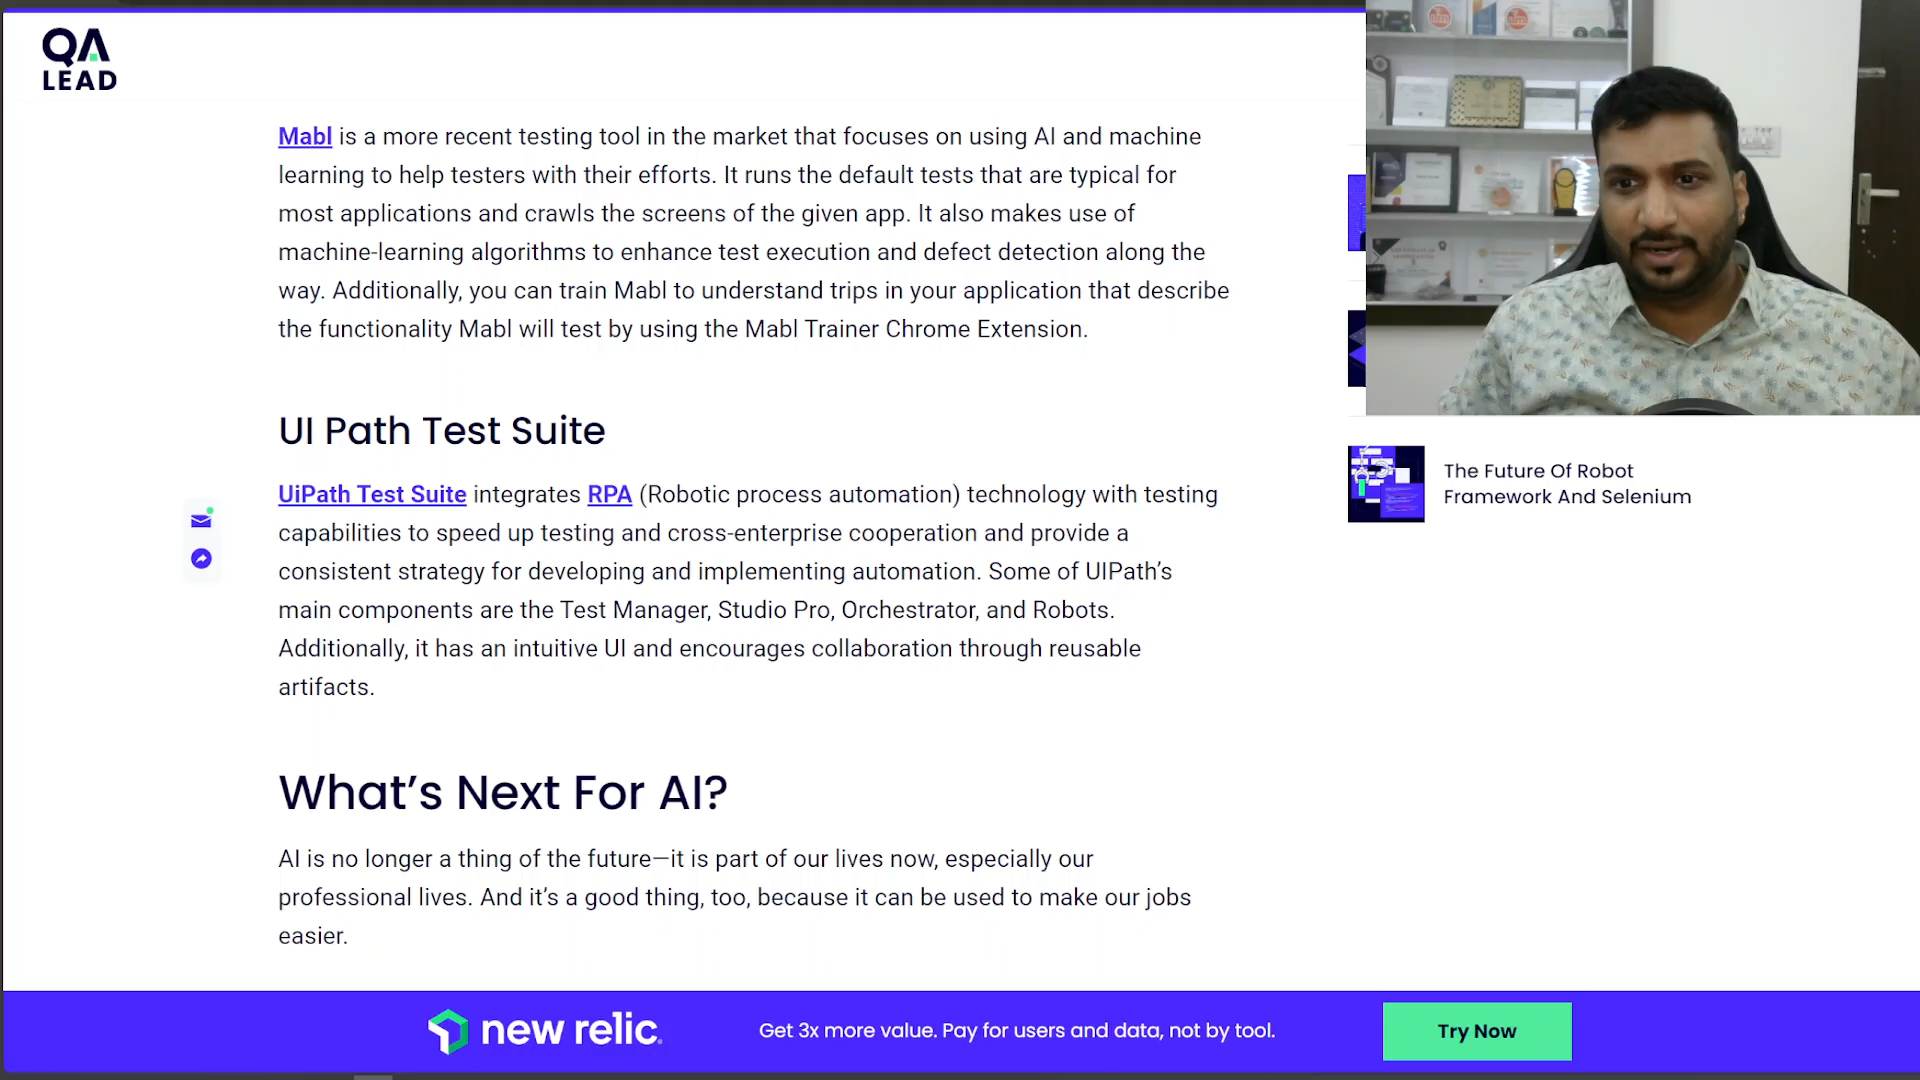 QA
LEAD
Mabl is a more recent testing tool in the market that focuses on using AI and machine
learning to help testers with their efforts. It runs the default tests that are typical for
most applications and crawls the screens of the given app. It also makes use of
machine-learning algorithms to enhance test execution and defect detection along the
way. Additionally, you can train Mabl to understand trips in your application that describe
the functionality Mabl will test by using the Mabl Trainer Chrome Extension.
UI Path Test Suite
UiPath Test Suite integrates RPA (Robotic process automation) technology with testing
capabilities to speed up testing and cross-enterprise cooperation and provide a
consistent strategy for developing and implementing automation. Some of UIPath’s
main components are the Test Manager, Studio Pro, Orchestrator, and Robots.
Additionally, it has an intuitive UI and encourages collaboration through reusable
artifacts.
The Future Of Robot
Framework And Selenium
What’s Next For AI?
AI is no longer a thing of the future—it is part of our lives now, especially our
professional lives. And it’s a good thing, too, because it can be used to make our jobs
easier.
new relic.
Get 3x more value. Pay for users and data, not by tool.
Try Now